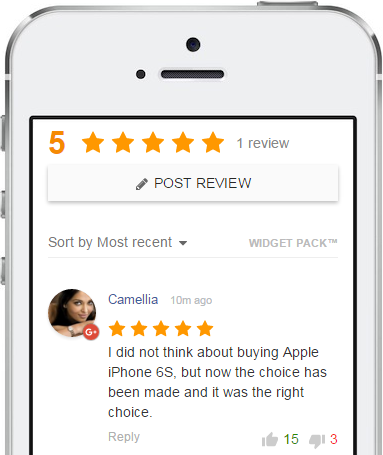 5 1 review
POST REVIEW
Sort by Most recent WIDGET PACK™
Camellia 10m ago
I did not think about buying Apple
iPhone 6S, but now the choice has
been made and it was the right
choice.
Reply 15 3